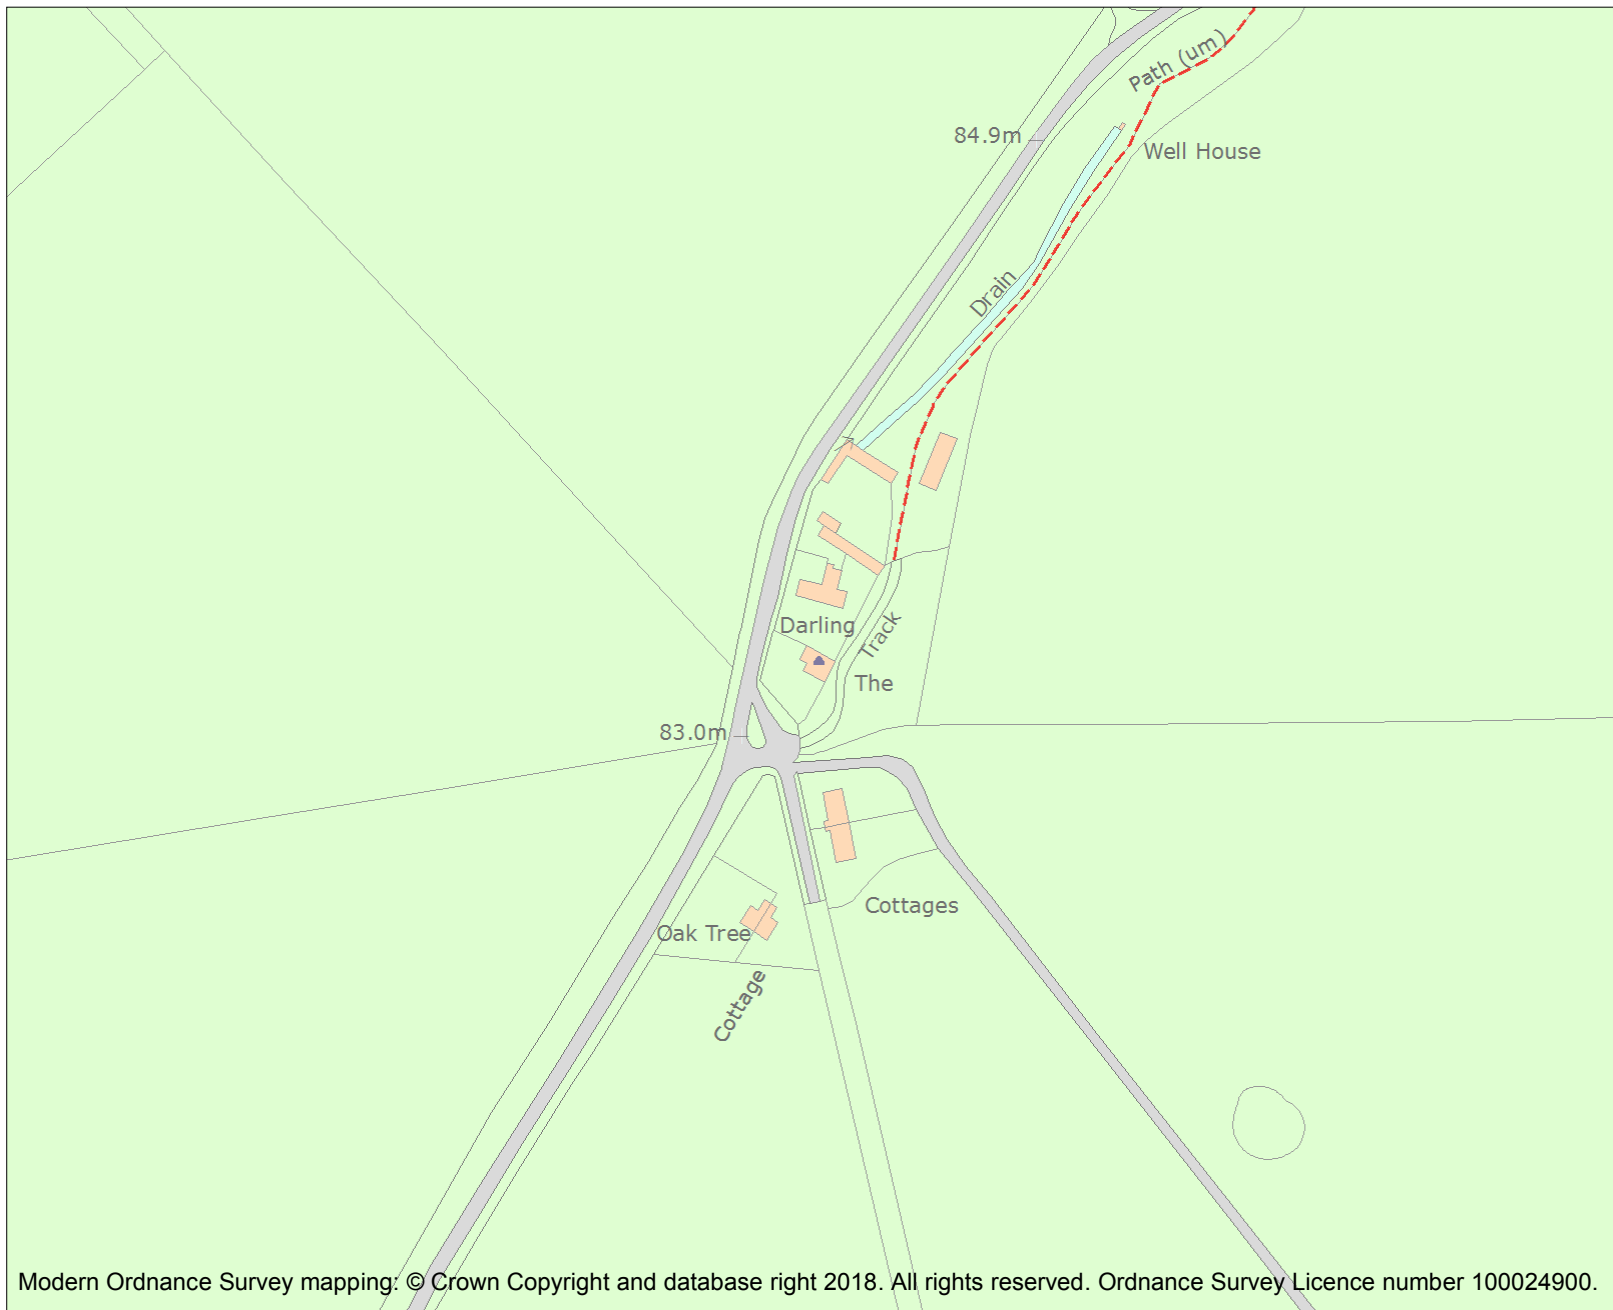 Path (um)
84.9m
Well House
Drain
Darling
Track
The
83.0m
Cottages
Oak Tree
Cottage
Modern Ordnance Survey mapping: © Crown Copyright and database right 2018. All rights reserved. Ordnance Survey Licence number 100024900.